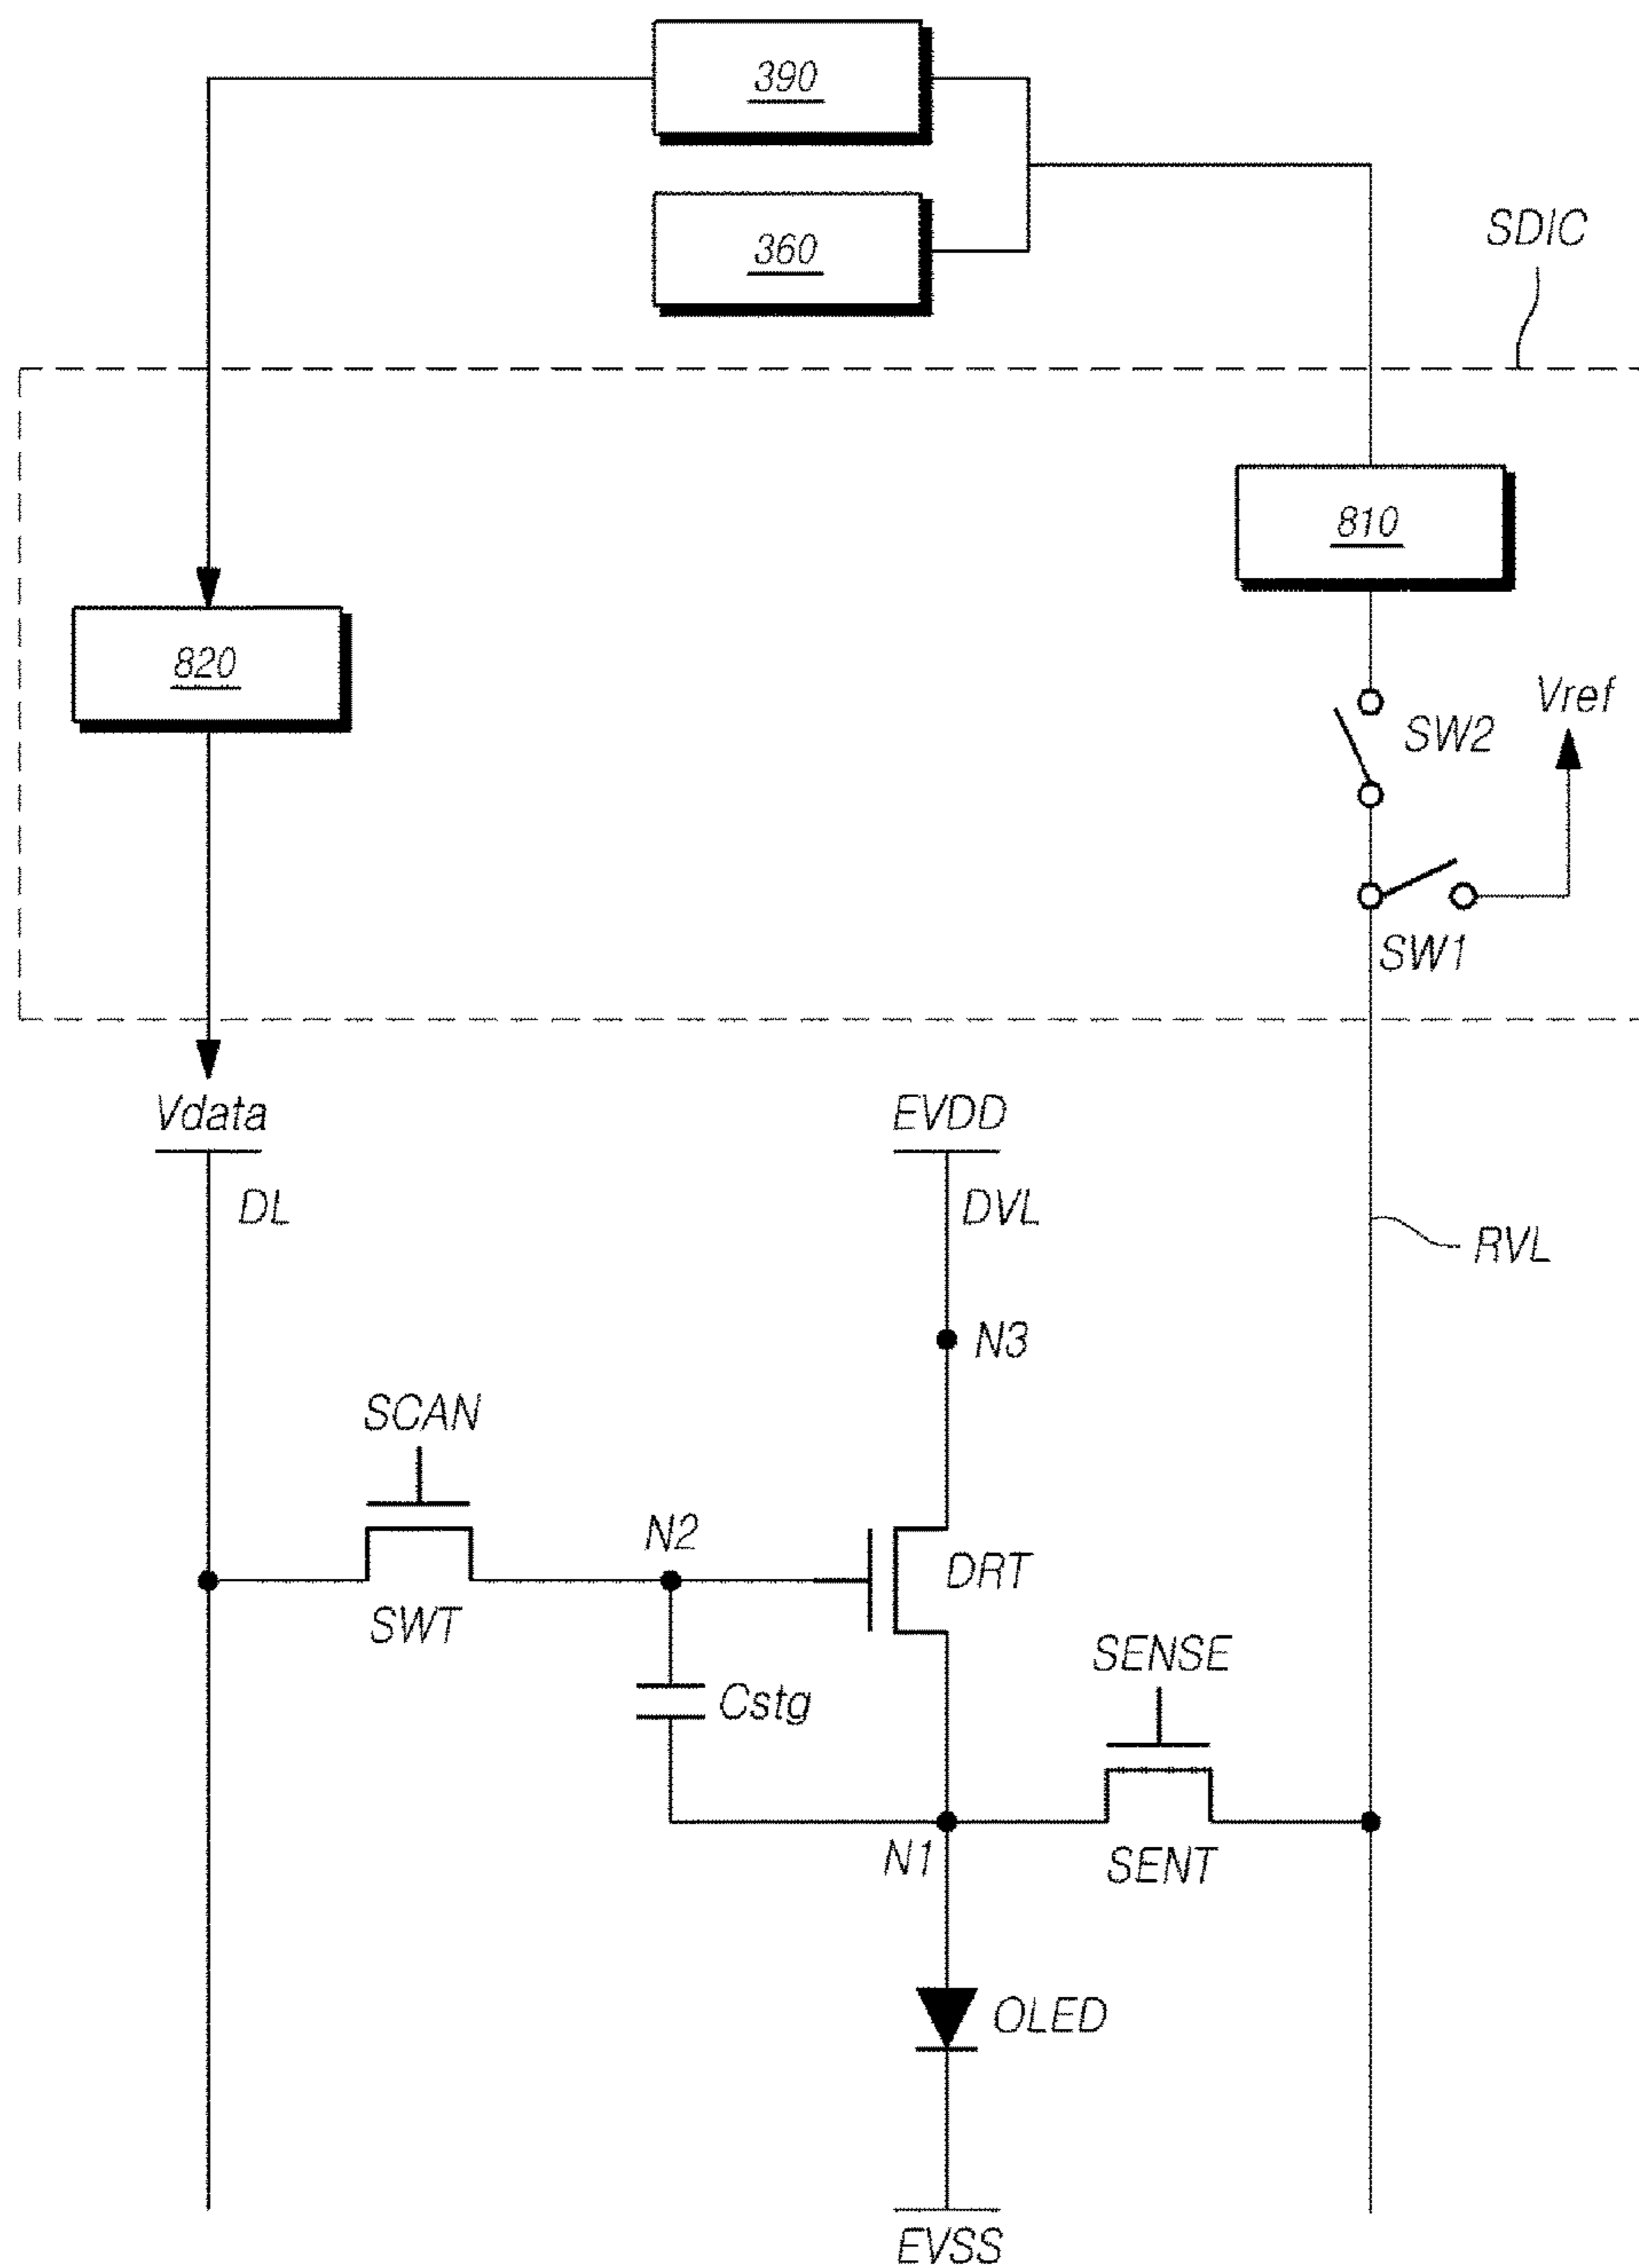 390
360
SDIC
810
820
SW2
Vref
SW1
Vdata
EVDD
DL
DVL
RVL
N3
SCAN
N2
DRT
SWT
SENSE
Cstg
N1
SENT
OLED
EVSS